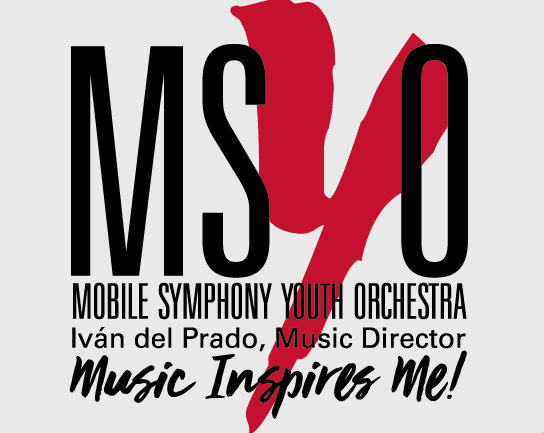 MSYO
MOBILE SYMPHONY YOUTH ORCHESTRA
Iván del Prado, Music Director
Music Inspires Me!